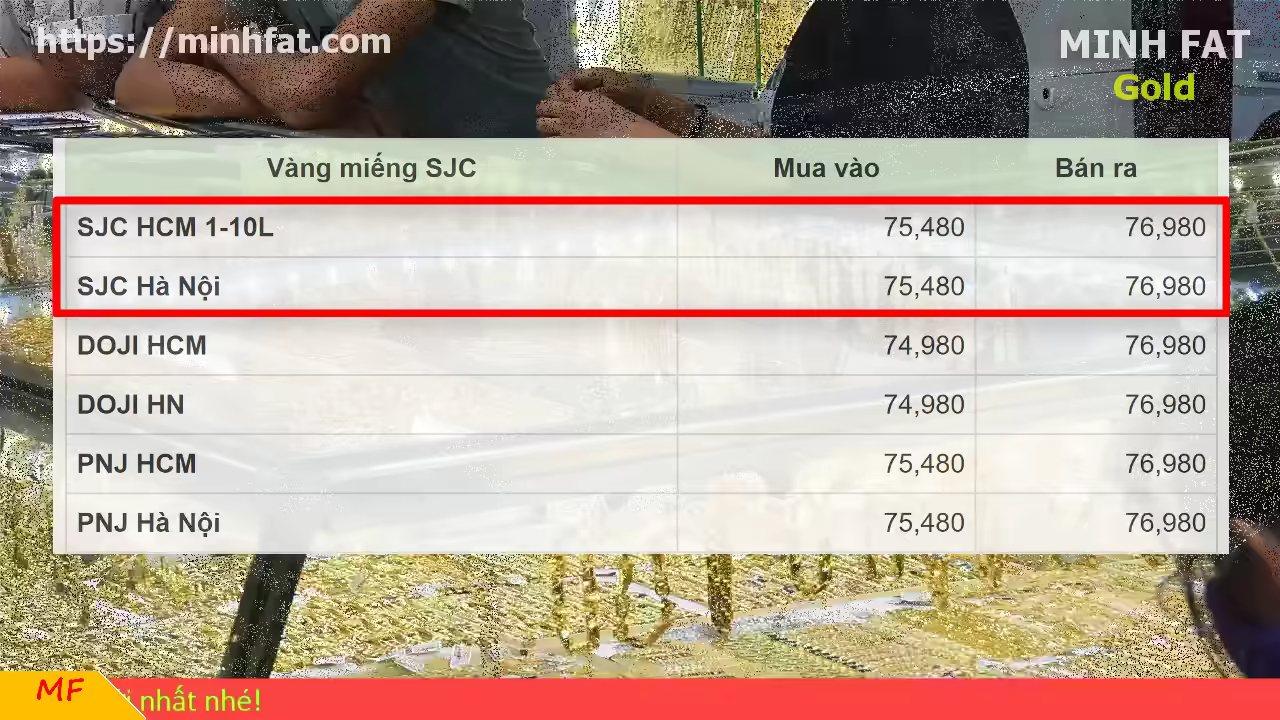 https://minhfat.com
MINH FAT
Gold
Vàng miếng SJC Mua vào Bán ra
SJC HCM 1-10L 75,480 76,980
SJC Hà Nội 75,480 76,980
DOJI HCM 74,980 76,980
DOJI HN 74,980 76,980
PNJ HCM 75,480 76,980
PNJ Hà Nội 75,480 76,980
MF
nhất nhé!